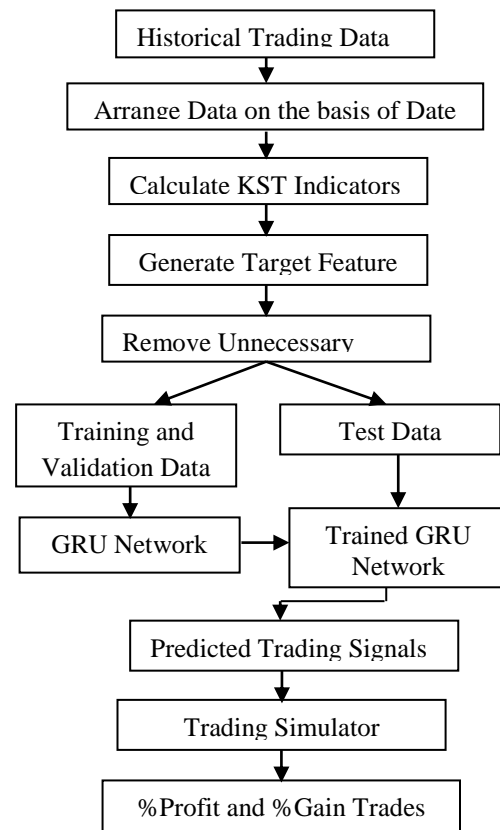 Historical Trading Data
Arrange Data on the basis of Date
Calculate KST Indicators
Generate Target Feature
Remove Unnecessary
Training and
Validation Data
Test Data
GRU Network
Trained GRU
Network
Predicted Trading Signals
Trading Simulator
%Profit and %Gain Trades